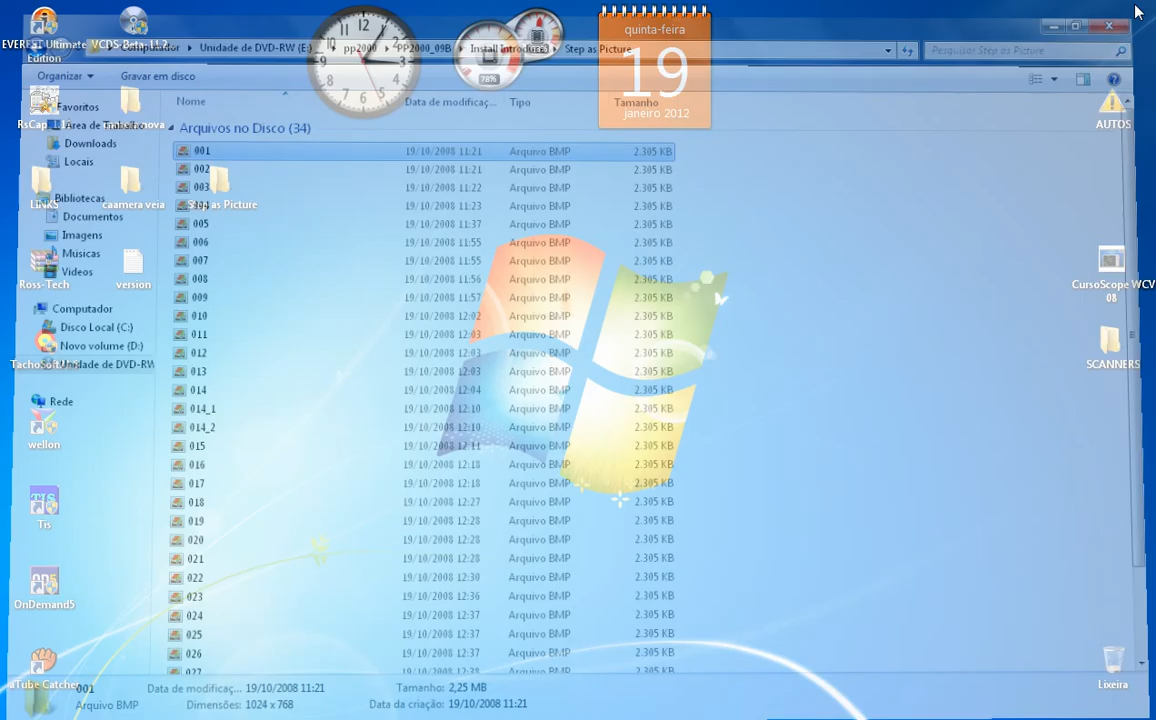 Computador ▸ Unidade de DVD-RW (E:) ▸ pp2000 ▸ PP2000_09B ▸ Install Introduce3 ▸ Step as Picture
Pesquisar Step as Picture
Organizar
Gravar em disco
Nome
Data de modificaç...
Tipo
Tamanho
Arquivos no Disco (34)
001 19/10/2008 11:21 Arquivo BMP 2.305 KB
002 19/10/2008 11:21 Arquivo BMP 2.305 KB
003 19/10/2008 11:22 Arquivo BMP 2.305 KB
004 19/10/2008 11:23 Arquivo BMP 2.305 KB
005 19/10/2008 11:37 Arquivo BMP 2.305 KB
006 19/10/2008 11:55 Arquivo BMP 2.305 KB
007 19/10/2008 11:55 Arquivo BMP 2.305 KB
008 19/10/2008 11:56 Arquivo BMP 2.305 KB
009 19/10/2008 11:57 Arquivo BMP 2.305 KB
010 19/10/2008 12:02 Arquivo BMP 2.305 KB
011 19/10/2008 12:03 Arquivo BMP 2.305 KB
012 19/10/2008 12:03 Arquivo BMP 2.305 KB
013 19/10/2008 12:03 Arquivo BMP 2.305 KB
014 19/10/2008 12:04 Arquivo BMP 2.305 KB
014_1 19/10/2008 12:10 Arquivo BMP 2.305 KB
014_2 19/10/2008 12:10 Arquivo BMP 2.305 KB
015 19/10/2008 12:11 Arquivo BMP 2.305 KB
016 19/10/2008 12:18 Arquivo BMP 2.305 KB
017 19/10/2008 12:18 Arquivo BMP 2.305 KB
018 19/10/2008 12:27 Arquivo BMP 2.305 KB
019 19/10/2008 12:28 Arquivo BMP 2.305 KB
020 19/10/2008 12:28 Arquivo BMP 2.305 KB
021 19/10/2008 12:28 Arquivo BMP 2.305 KB
022 19/10/2008 12:30 Arquivo BMP 2.305 KB
023 19/10/2008 12:36 Arquivo BMP 2.305 KB
024 19/10/2008 12:37 Arquivo BMP 2.305 KB
025 19/10/2008 12:37 Arquivo BMP 2.305 KB
026 19/10/2008 12:37 Arquivo BMP 2.305 KB
027 19/10/2008 12:38 Arquivo BMP 2.305 KB
Favoritos
Área de Trabalho
Downloads
Locais
Bibliotecas
Documentos
Imagens
Músicas
Vídeos
Computador
Disco Local (C:)
Novo volume (D:)
Unidade de DVD-RW
Rede
001
Arquivo BMP
Data de modificaç... 19/10/2008 11:21
Dimensões: 1024 x 768
Tamanho: 2,25 MB
Data da criação: 19/10/2008 11:21
EVEREST Ultimate
Edition
VCDS-Beta-11.2
nova
LINKS
caamera veia
Step as Picture
Ross-Tech
version
wellon
Tis
OnDemand5
aTube Catcher
12
1
2
3
6
7
8
9
78%
quinta-feira
19
janeiro 2012
AUTOS
CursoScope WCV
08
SCANNERS
Lixeira